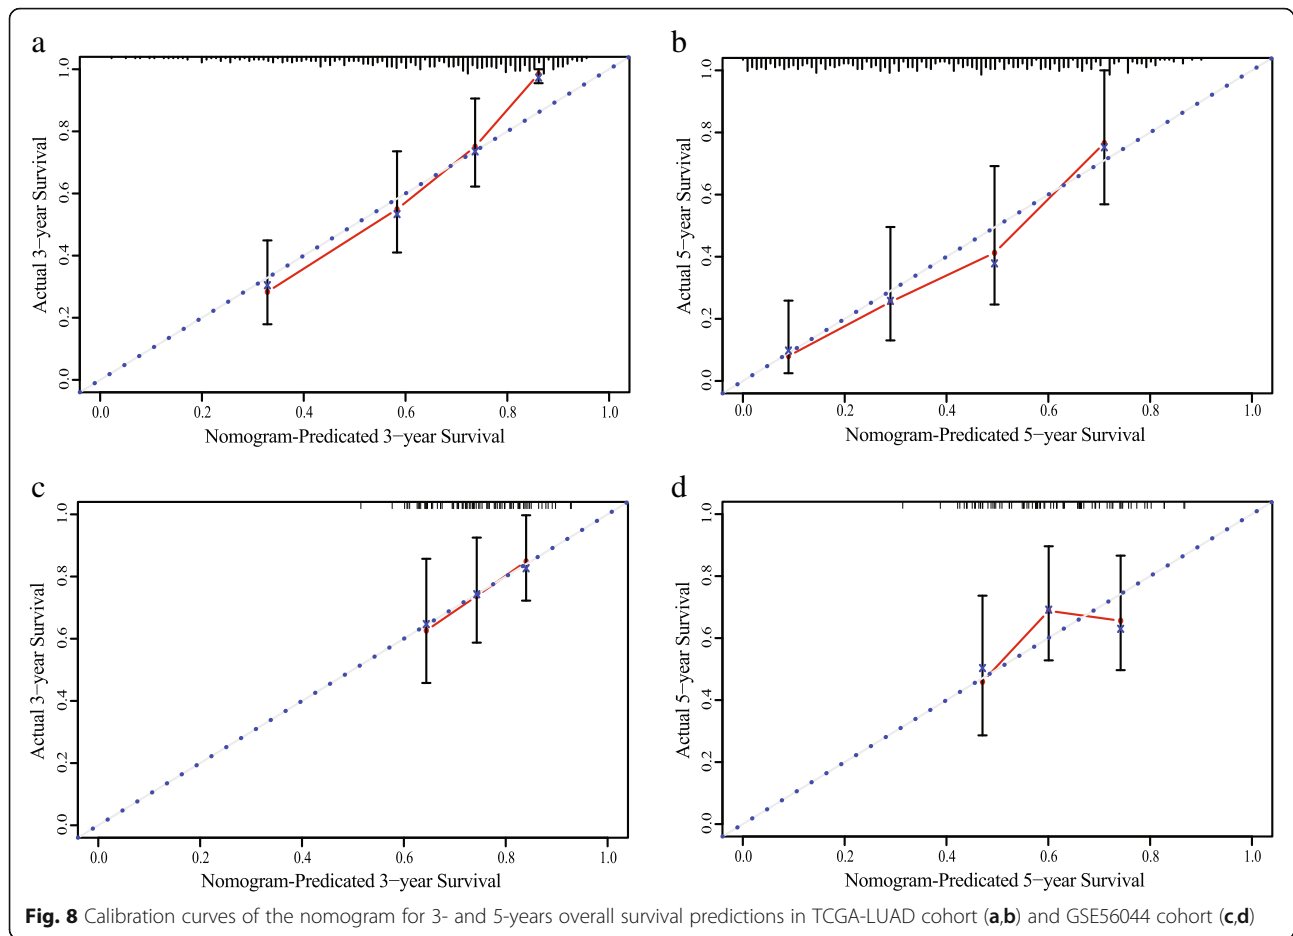 a
Actual 3−year Survival
0.0 0.2 0.4 0.6 0.8 1.0
0.0 0.2 0.4 0.6 0.8 1.0
Nomogram-Predicated 3−year Survival
b
Actual 5−year Survival
0.0 0.2 0.4 0.6 0.8 1.0
0.0 0.2 0.4 0.6 0.8 1.0
Nomogram-Predicated 5−year Survival
c
Actual 3−year Survival
0.0 0.2 0.4 0.6 0.8 1.0
0.0 0.2 0.4 0.6 0.8 1.0
Nomogram-Predicated 3−year Survival
d
Actual 5−year Survival
0.0 0.2 0.4 0.6 0.8 1.0
0.0 0.2 0.4 0.6 0.8 1.0
Nomogram-Predicated 5−year Survival
Fig. 8 Calibration curves of the nomogram for 3- and 5-years overall survival predictions in TCGA-LUAD cohort (a,b) and GSE56044 cohort (c,d)